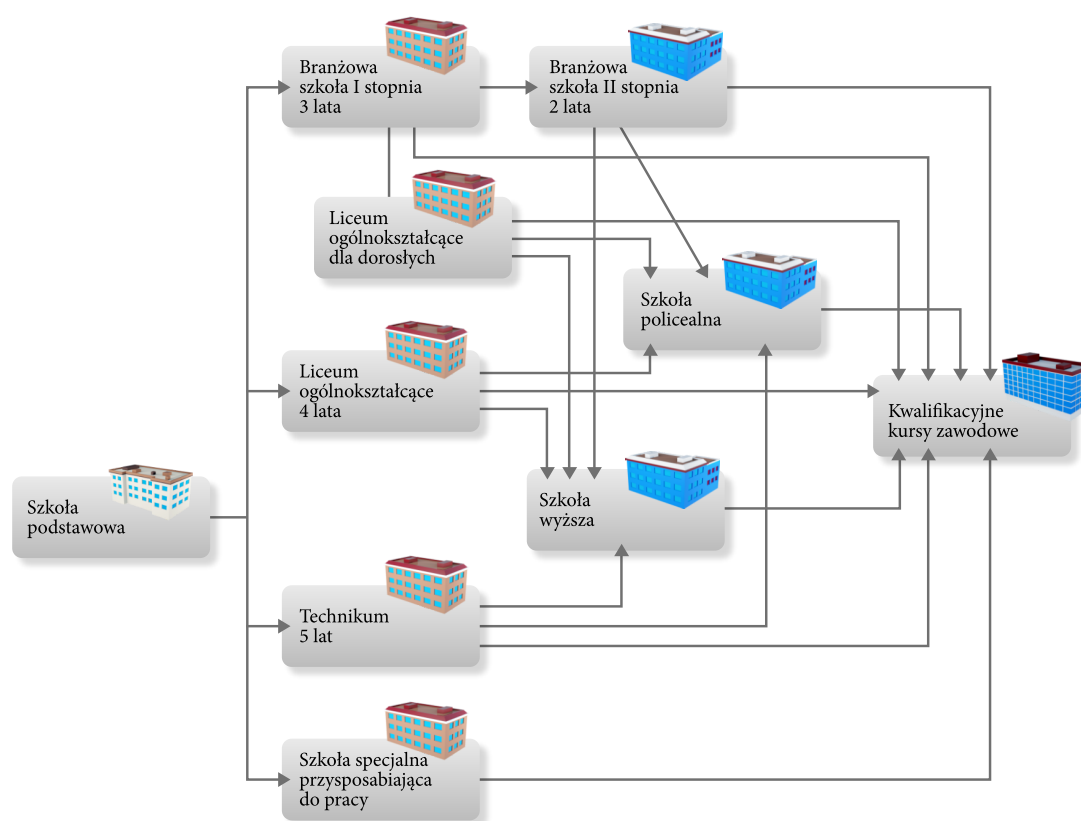 Branżowa
szkoła I stopnia
3 lata
Branżowa
szkoła II stopnia
2 lata
Liceum
ogólnokształcące
dla dorosłych
Szkoła
policealna
Liceum
ogólnokształcące
4 lata
Kwalifikacyjne
kursy zawodowe
Szkoła
podstawowa
Szkoła
wyższa
Technikum
5 lat
Szkoła specjalna
przysposabiająca
do pracy